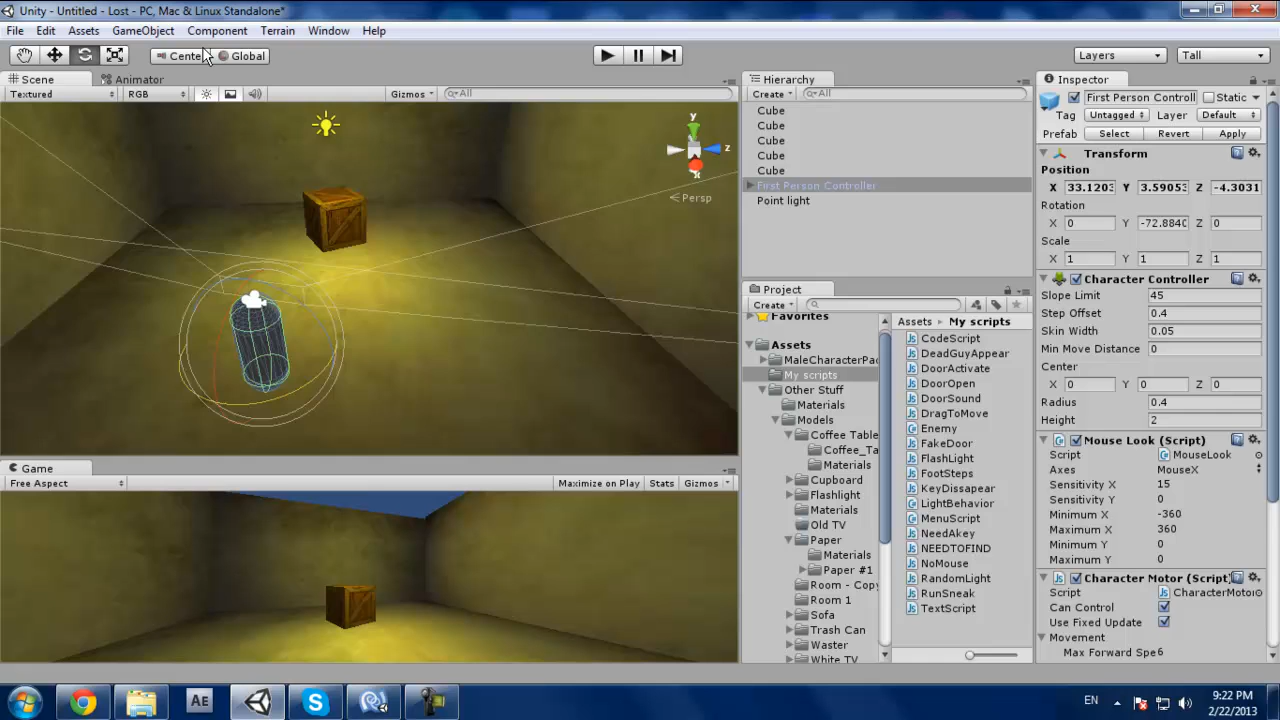 Unity - Untitled - Lost - PC, Mac & Linux Standalone*
File Edit Assets GameObject Component Terrain Window Help
Cente Global Layers Tall
Scene Animator
Textured RGB Gizmos All
y
z
x
Persp
Hierarchy
Create All
Cube
Cube
Cube
Cube
Cube
First Person Controller
Point light
Project
Create
Favorites
Assets
MaleCharacterPac
My scripts
Other Stuff
Materials
Models
Coffee Table
Coffee_Ta
Materials
Cupboard
Flashlight
Materials
Old TV
Paper
Materials
Paper #1
Room - Copy
Room 1
Sofa
Trash Can
Waster
White TV
Assets My scripts
CodeScript
DeadGuyAppear
DoorActivate
DoorOpen
DoorSound
DragToMove
Enemy
FakeDoor
FlashLight
FootSteps
KeyDissapear
LightBehavior
MenuScript
NeedAkey
NEEDTOFIND
NoMouse
RandomLight
RunSneak
TextScript
Inspector
First Person Controll Static
Tag Untagged Layer Default
Prefab Select Revert Apply
Transform
Position
X 33.1203 Y 3.59053 Z -4.3031
Rotation
X 0 Y -72.884 Z 0
Scale
X 1 Y 1 Z 1
Character Controller
Slope Limit 45
Step Offset 0.4
Skin Width 0.05
Min Move Distance 0
Center
X 0 Y 0 Z 0
Radius 0.4
Height 2
Mouse Look (Script)
Script MouseLook
Axes MouseX
Sensitivity X 15
Sensitivity Y 0
Minimum X -360
Maximum X 360
Minimum Y 0
Maximum Y 0
Character Motor (Script)
Script CharacterMoto
Can Control
Use Fixed Update
Movement
Max Forward Spe 6
Game
Free Aspect Maximize on Play Stats Gizmos
Ae
EN
9:22 PM
2/22/2013